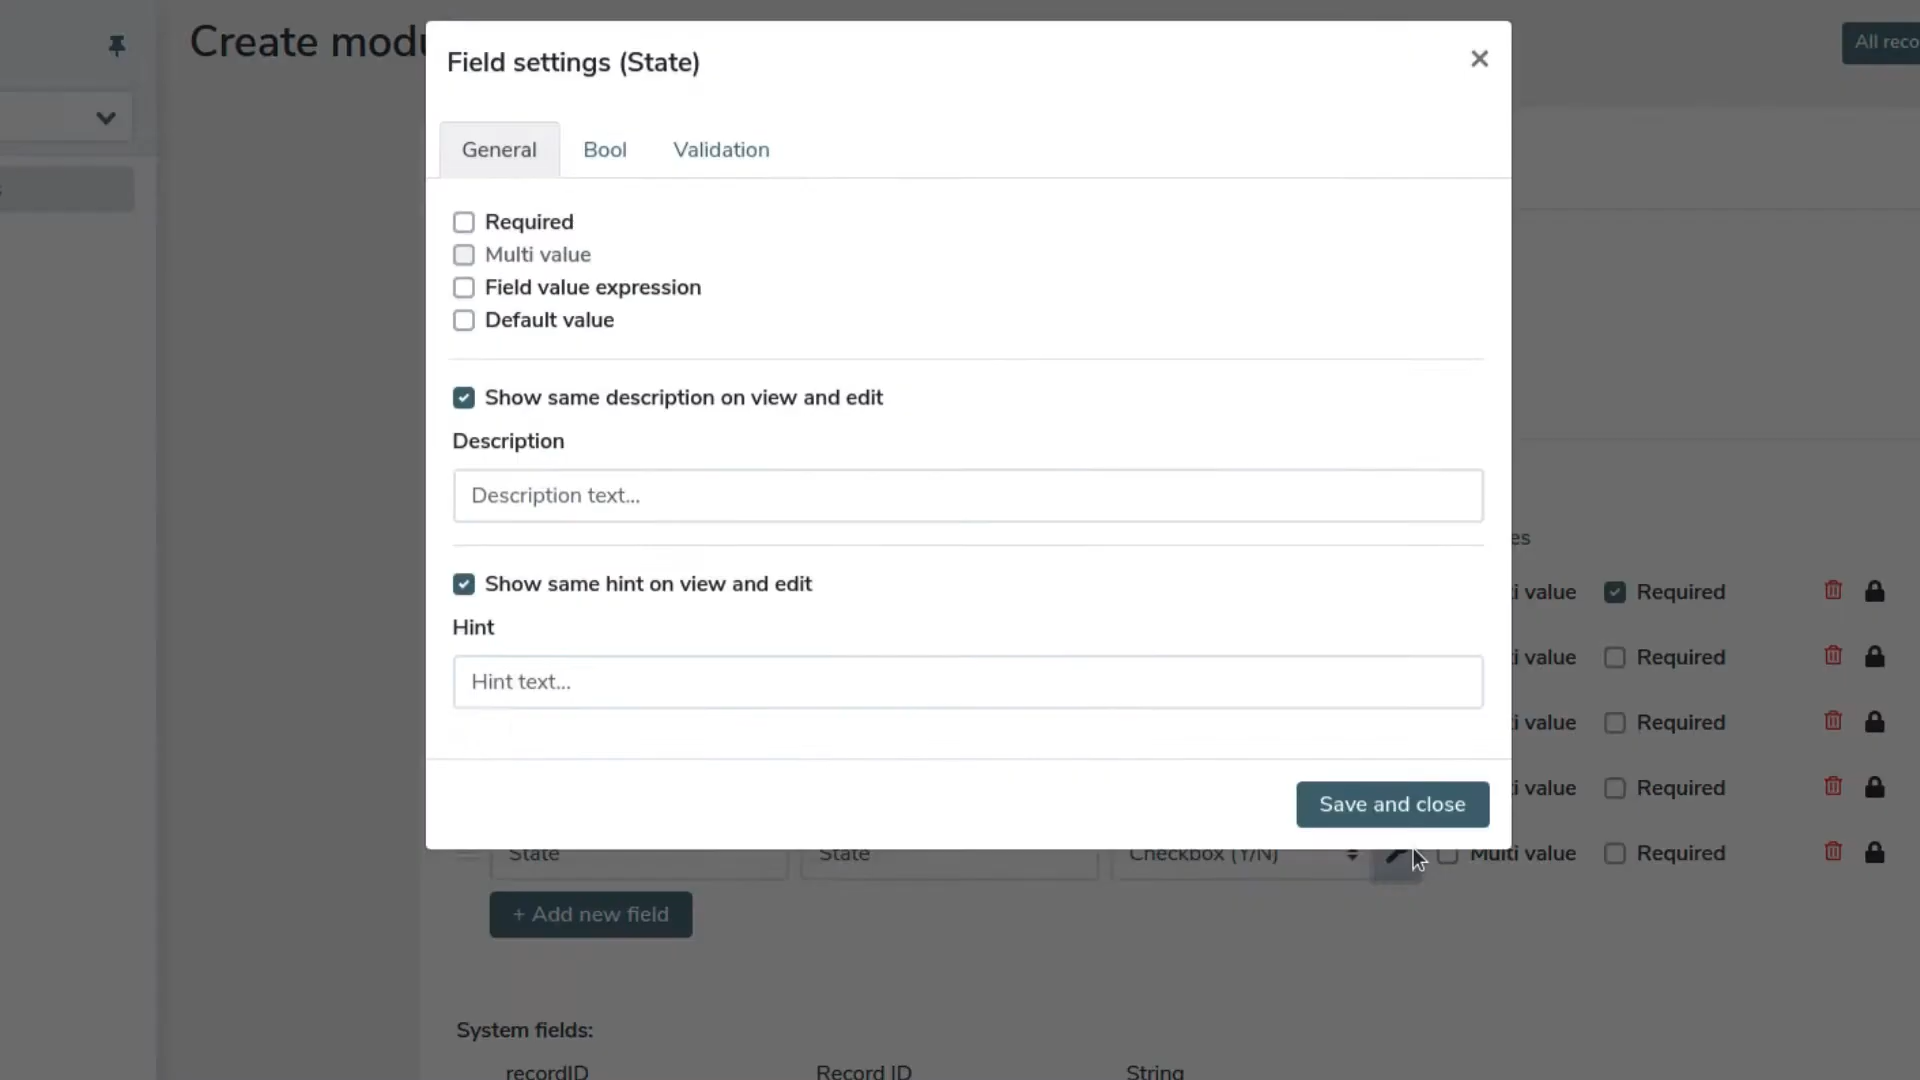 Create modu
All reco
Field settings (State)
General
Bool
Validation
Required
Multi value
Field value expression
Default value
Show same description on view and edit
Description
Description text...
Show same hint on view and edit
Hint
Hint text...
Save and close
es
i value Required
i value Required
i value Required
i value Required
State State Checkbox (Y/N) Multi value Required
+ Add new field
System fields:
recordID Record ID String